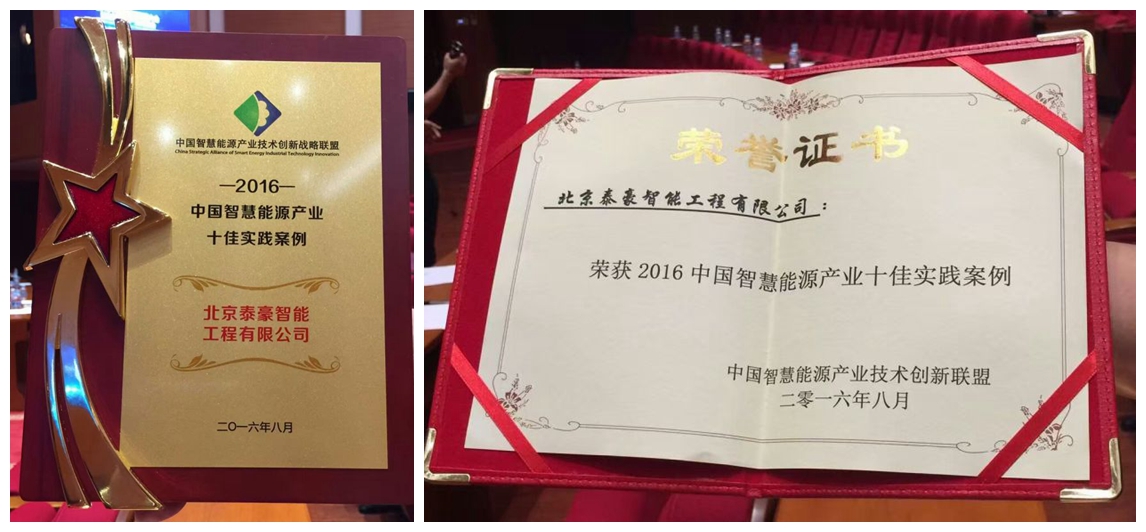 中国智慧能源产业技术创新战略联盟
China Strategic Alliance of Smart Energy Industrial Technology Innovation
—2016—
中国智慧能源产业
十佳实践案例
北京泰豪智能
工程有限公司
二〇一六年八月
荣誉证书
北京泰豪智能工程有限公司：
荣获2016中国智慧能源产业十佳实践案例
中国智慧能源产业技术创新联盟
二零一六年八月